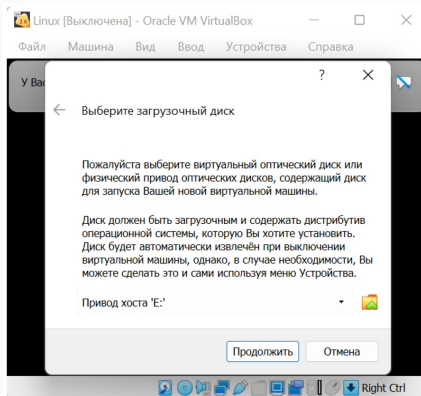 Linux [Выключена] - Oracle VM VirtualBox
Файл Машина Вид Ввод Устройства Справка
У Вас
?
Выберите загрузочный диск
Пожалуйста выберите виртуальный оптический диск или
физический привод оптических дисков, содержащий диск
для запуска Вашей новой виртуальной машины.
Диск должен быть загрузочным и содержать дистрибутив
операционной системы, которую Вы хотите установить.
Диск будет автоматически извлечён при выключении
виртуальной машины, однако, в случае необходимости, Вы
можете сделать это и сами используя меню Устройства.
Привод хоста 'E:'
Продолжить Отмена
Right Ctrl